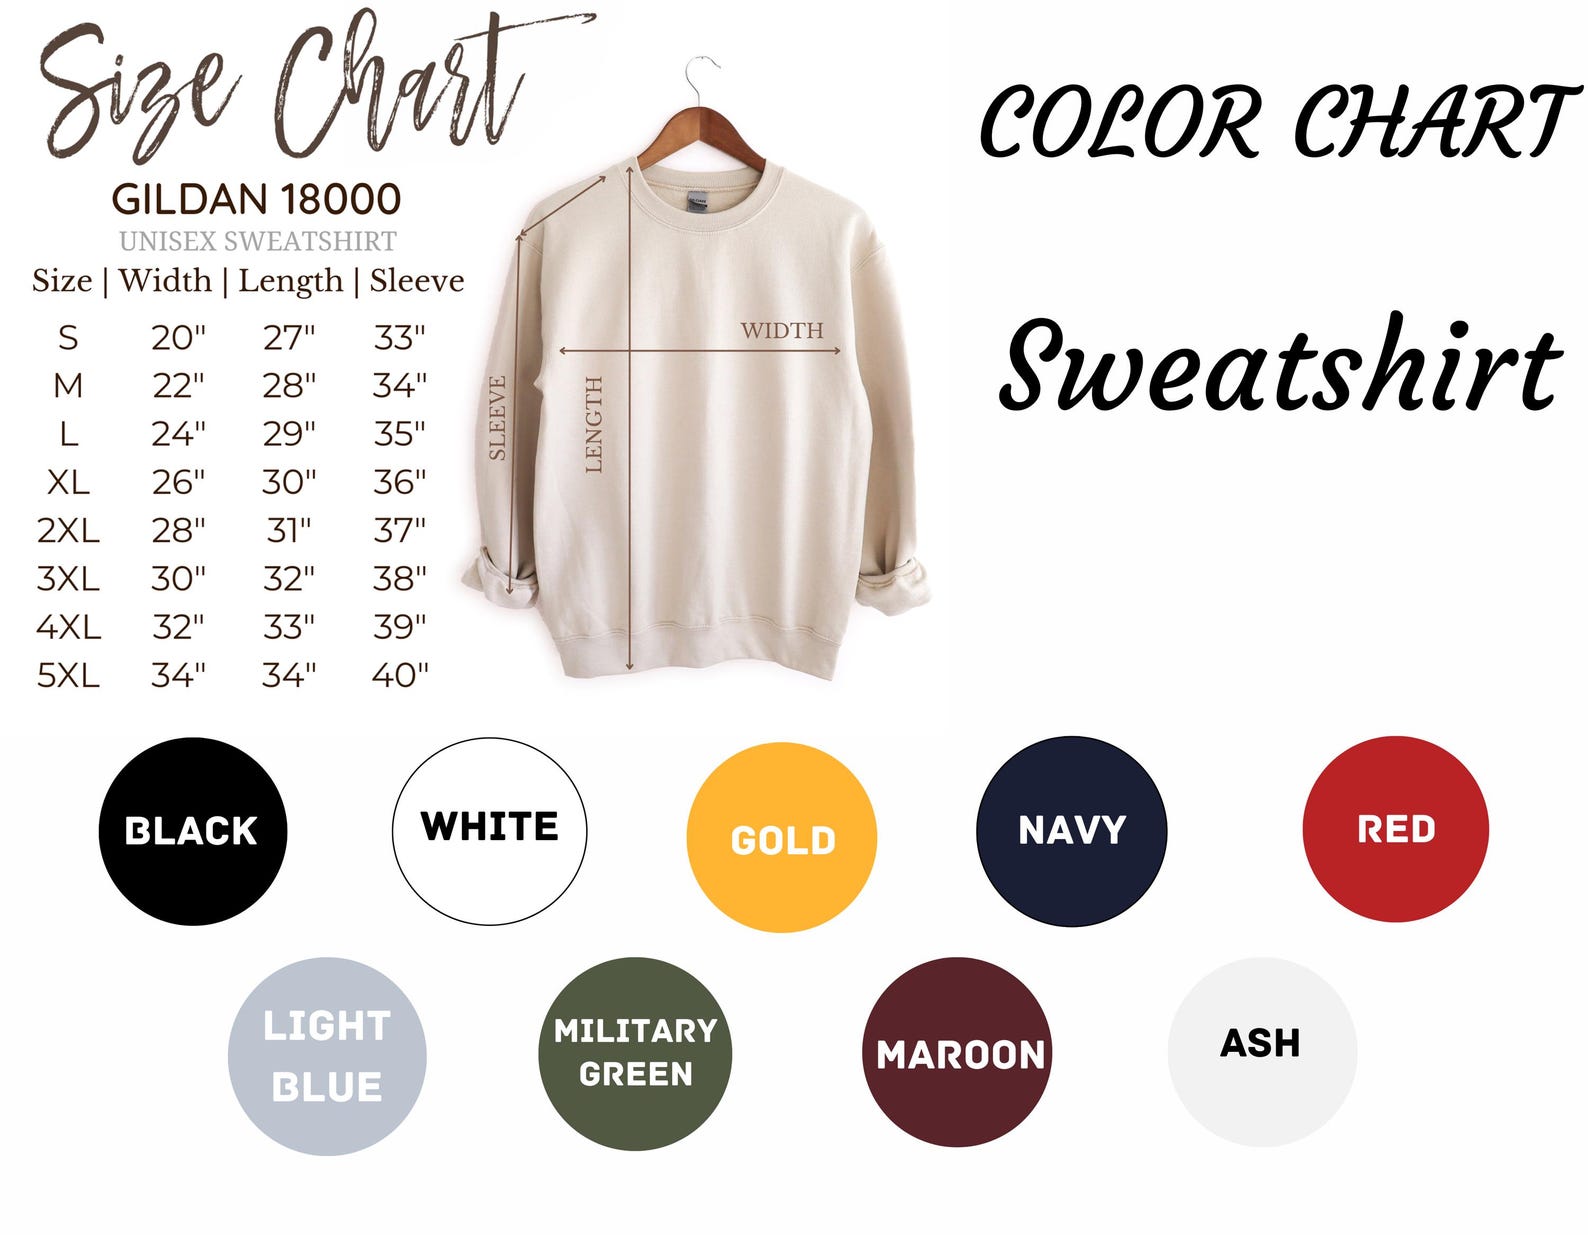 Size Chart
GILDAN 18000
UNISEX SWEATSHIRT
Size | Width | Length | Sleeve
S 20" 27" 33"
M 22" 28" 34"
L 24" 29" 35"
XL 26" 30" 36"
2XL 28" 31" 37"
3XL 30" 32" 38"
4XL 32" 33" 39"
5XL 34" 34" 40"
WIDTH
SLEEVE
LENGTH
COLOR CHART
Sweatshirt
BLACK
WHITE
GOLD
NAVY
RED
LIGHT
BLUE
MILITARY
GREEN
MAROON
ASH